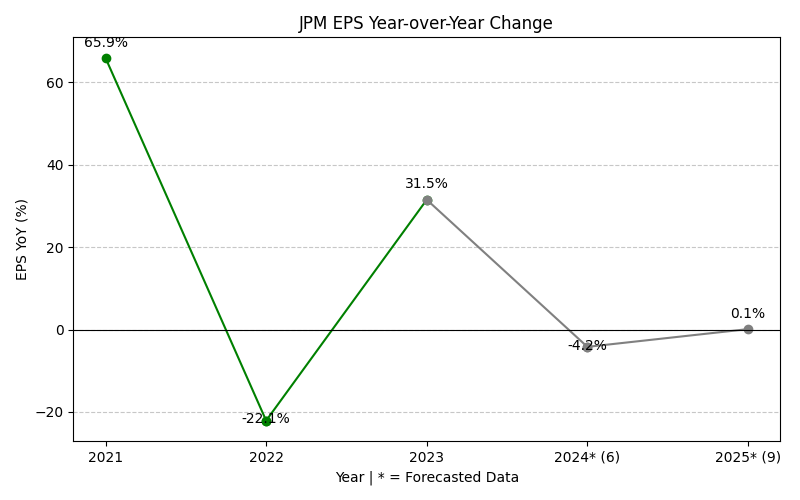 JPM EPS Year-over-Year Change
65.9%
60
40
31.5%
20
0.1%
0
-4.2%
-22.1%
−20
EPS YoY (%)
2021 2022 2023 2024* (6) 2025* (9)
Year | * = Forecasted Data